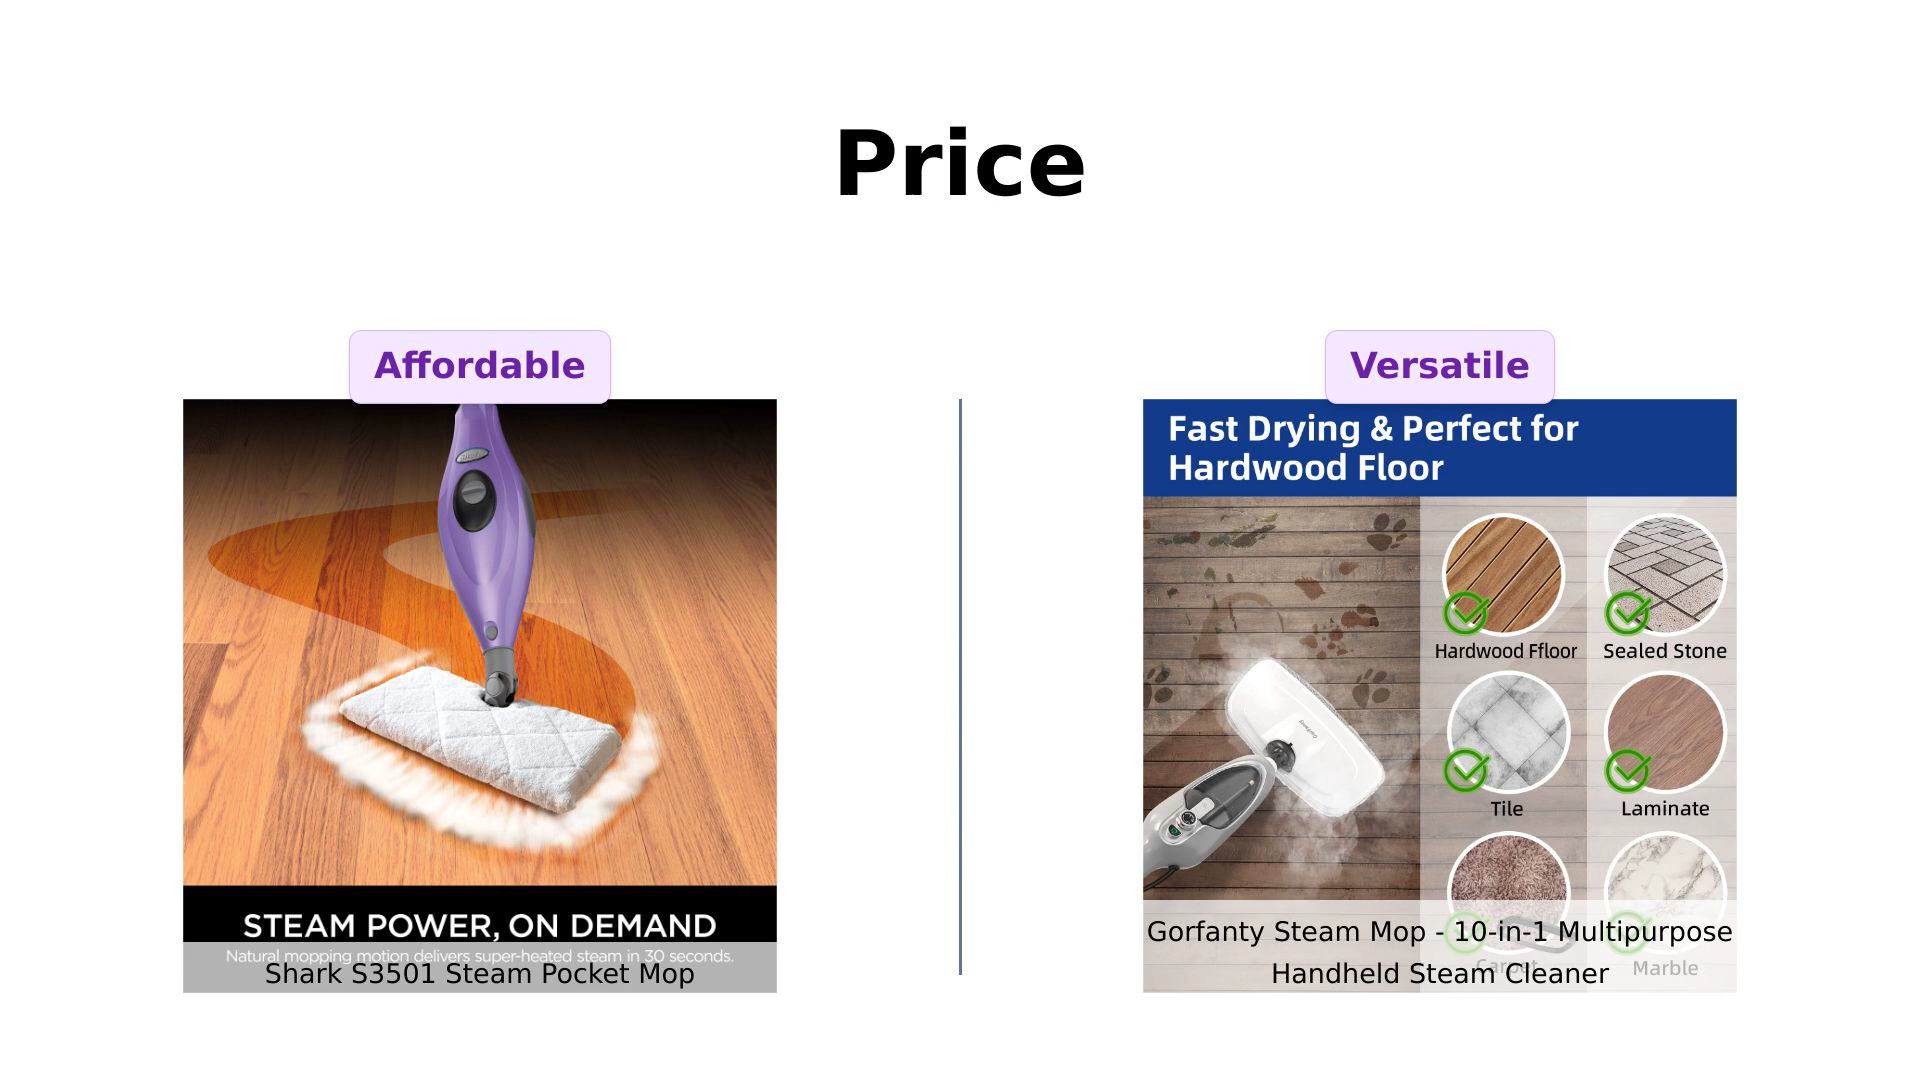 Price
Affordable
Versatile
STEAM POWER, ON DEMAND
Natural mopping motion delivers super-heated steam in 30 seconds.
Shark S3501 Steam Pocket Mop
Fast Drying & Perfect for
Hardwood Floor
Hardwood Ffloor
Sealed Stone
Tile
Laminate
Carpet
Marble
Gorfanty Steam Mop - 10-in-1 Multipurpose
Handheld Steam Cleaner